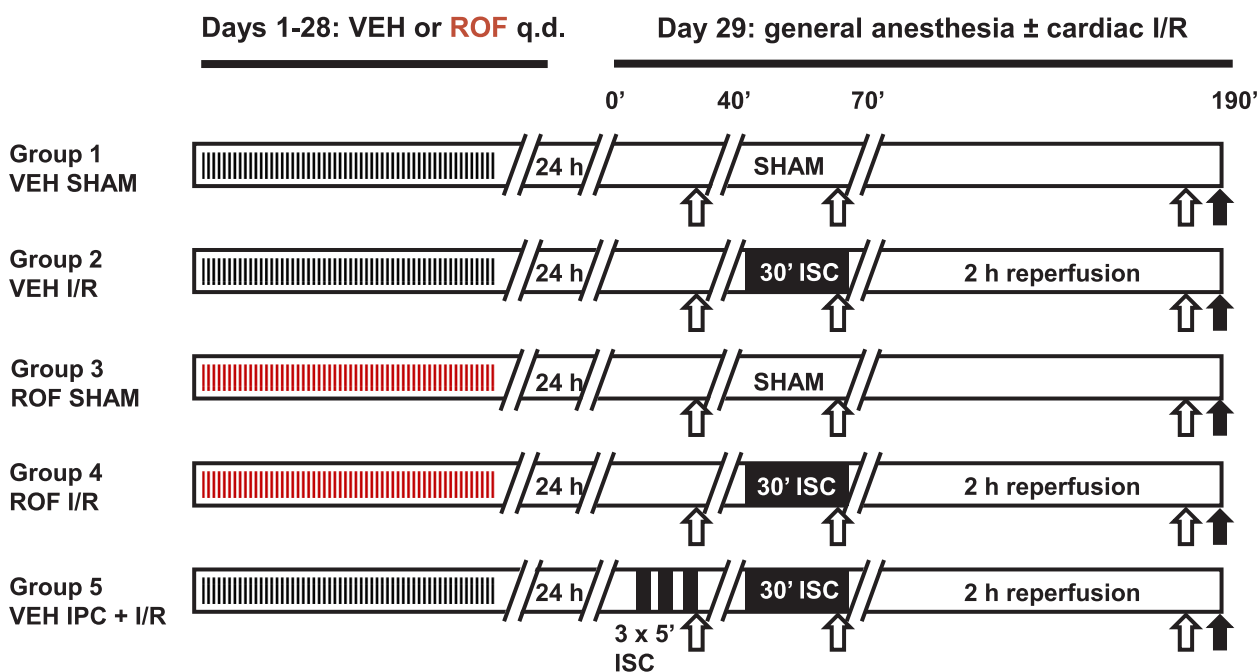 Days 1-28: VEH or ROF q.d.
Day 29: general anesthesia ± cardiac I/R
0’ 40’ 70’ 190’
Group 1
VEH SHAM
24 h
SHAM
Group 2
VEH I/R
24 h
30’ ISC
2 h reperfusion
Group 3
ROF SHAM
24 h
SHAM
Group 4
ROF I/R
24 h
30’ ISC
2 h reperfusion
Group 5
VEH IPC + I/R
24 h
3 x 5’
ISC
30’ ISC
2 h reperfusion